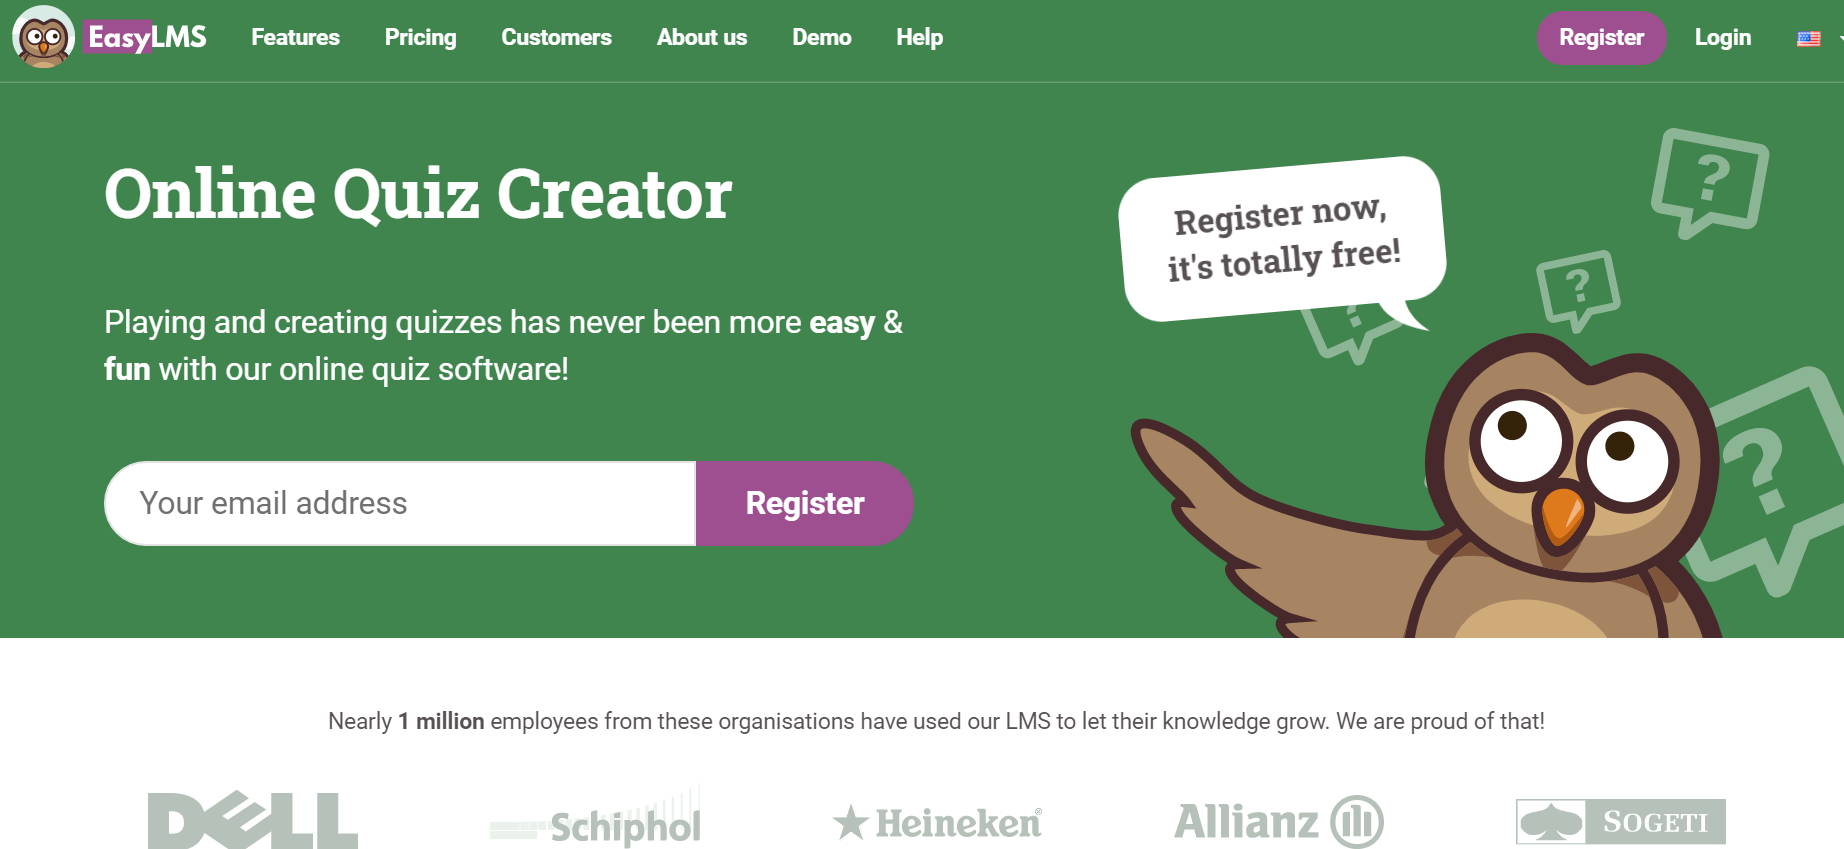 EasyLMS Features Pricing Customers About us Demo Help Register Login
Online Quiz Creator
Register now,
it's totally free!
?
?
?
?
Playing and creating quizzes has never been more easy &
fun with our online quiz software!
Your email address Register
Nearly 1 million employees from these organisations have used our LMS to let their knowledge grow. We are proud of that!
DELL Schiphol Heineken® Allianz SOGETI